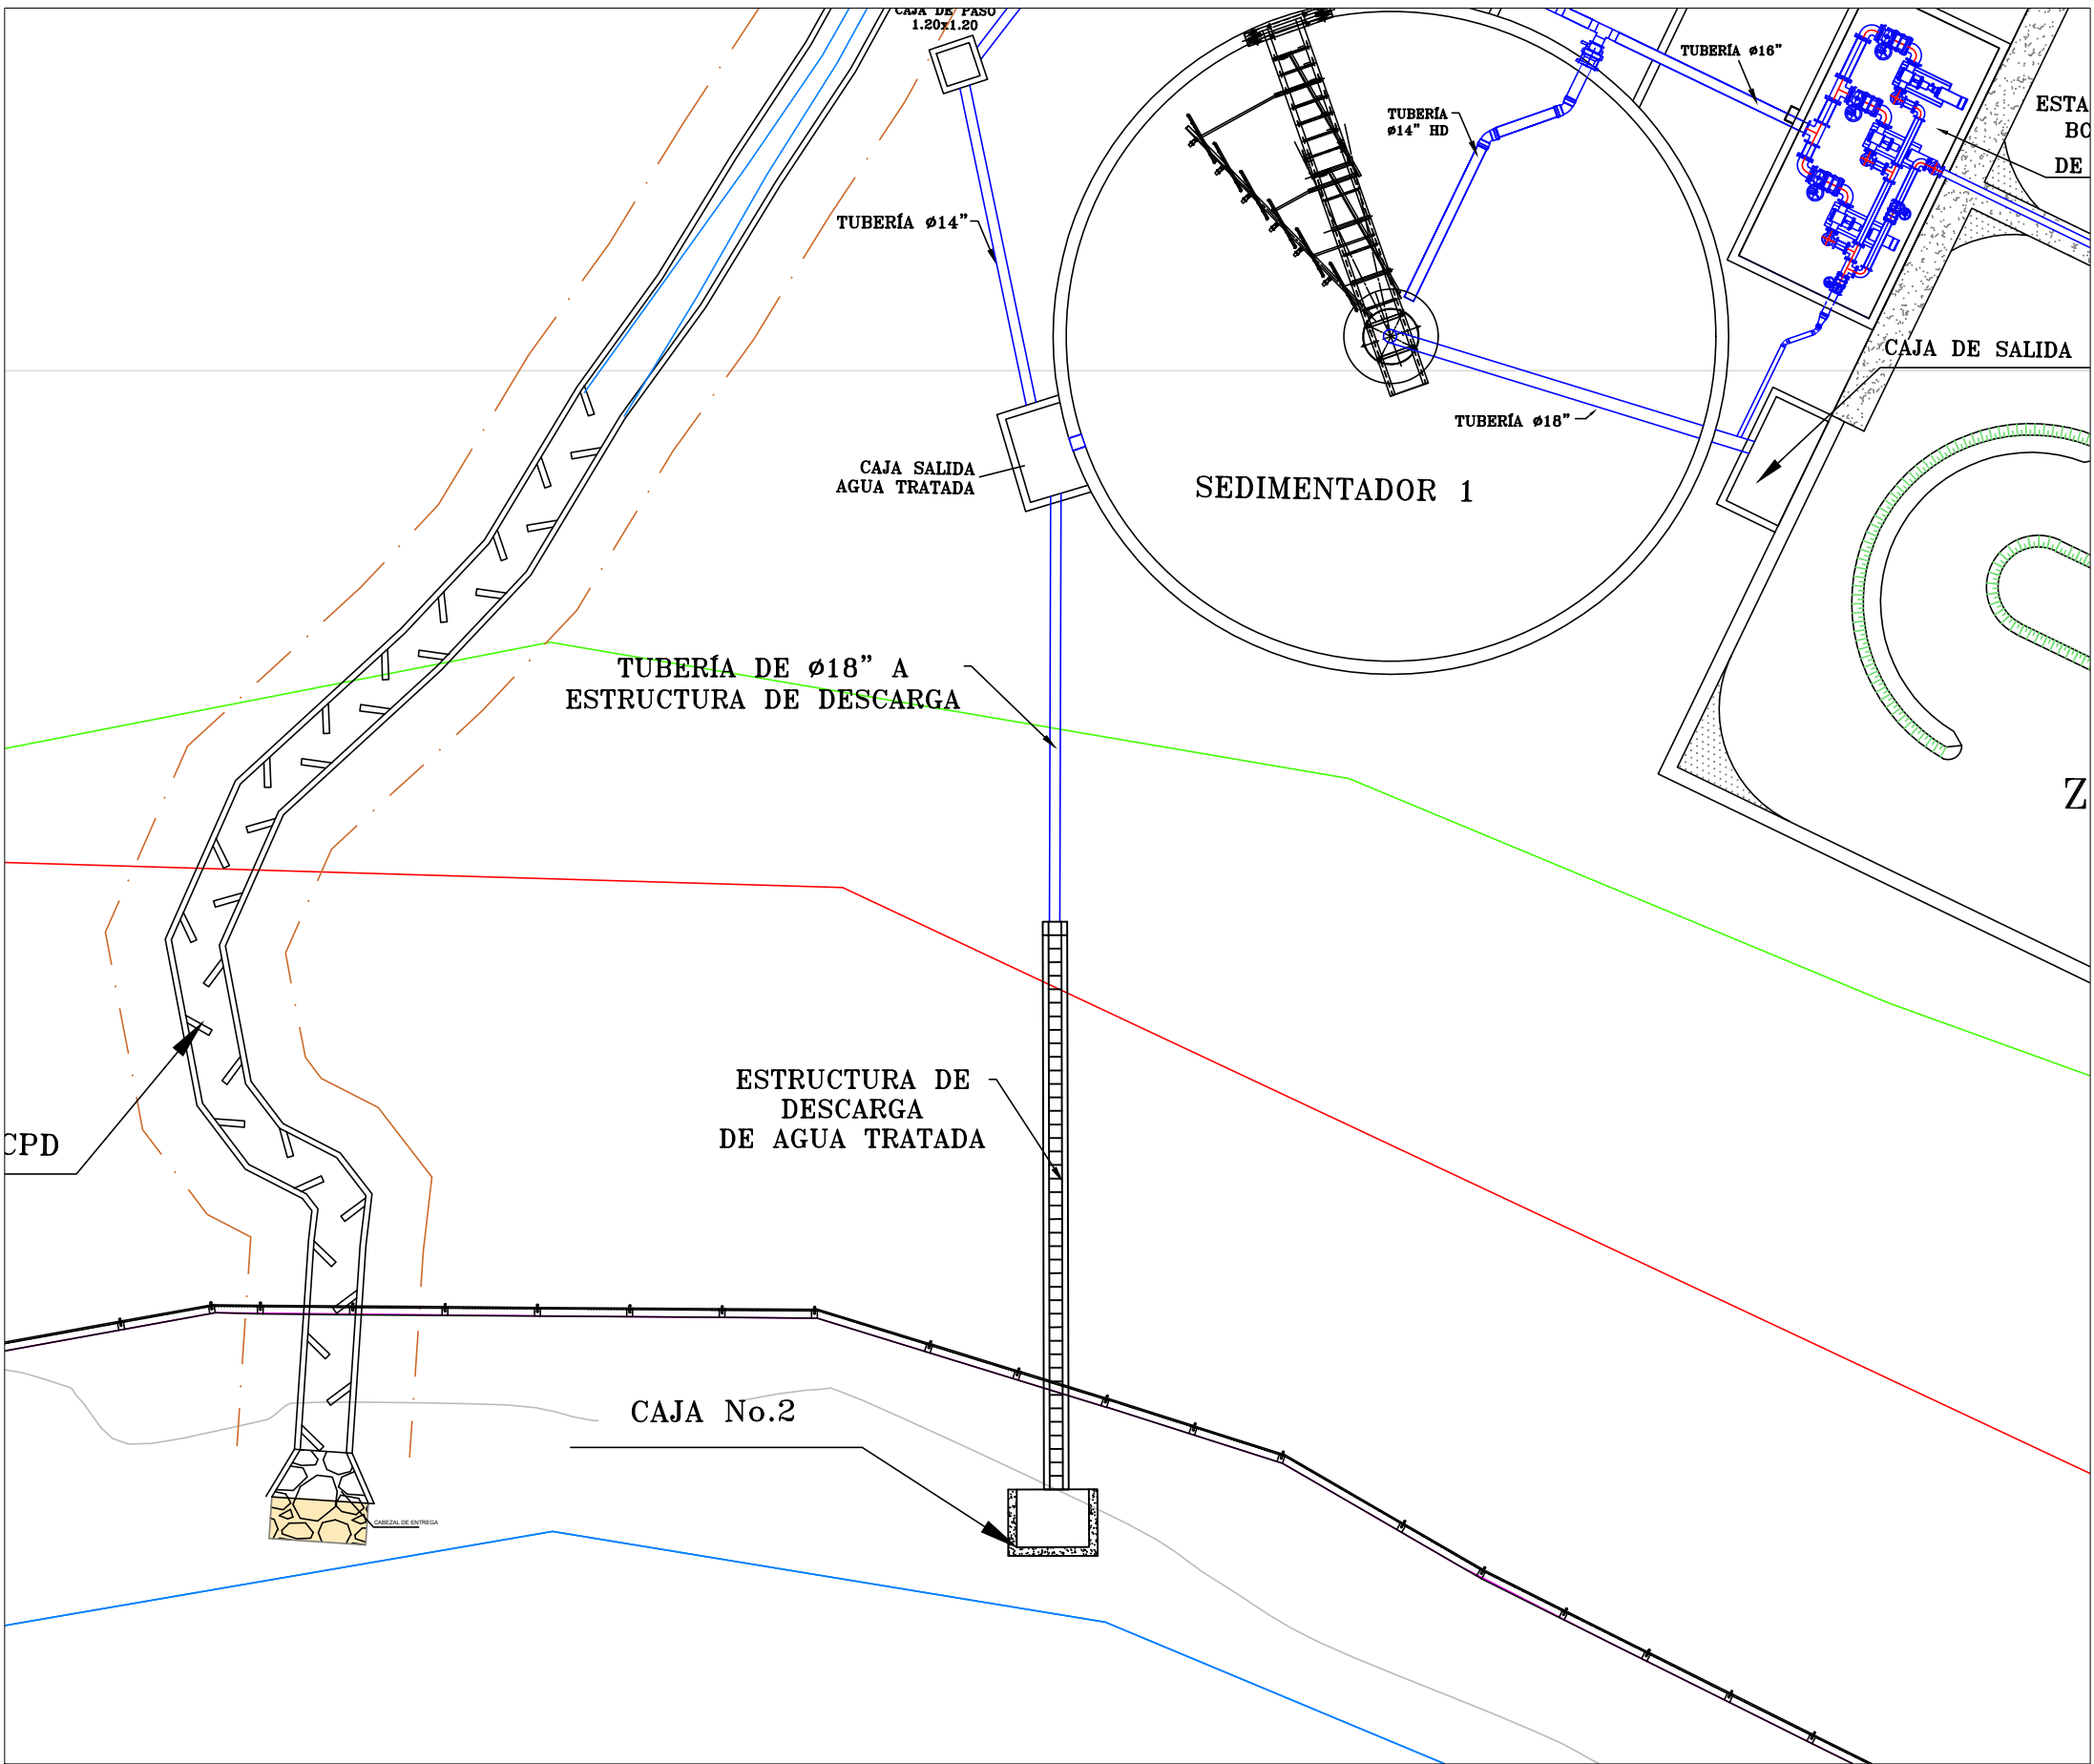 CAJA DE PASO
1.20x1.20
TUBERÍA ø16”
TUBERÍA
ø14” HD
ESTA
BO
DE
TUBERÍA ø14”
CAJA DE SALIDA
TUBERÍA ø18”
CAJA SALIDA
AGUA TRATADA
SEDIMENTADOR 1
TUBERÍA DE ø18” A
ESTRUCTURA DE DESCARGA
Z
ESTRUCTURA DE
DESCARGA
DE AGUA TRATADA
CPD
CAJA No.2
CABEZAL DE ENTREGA